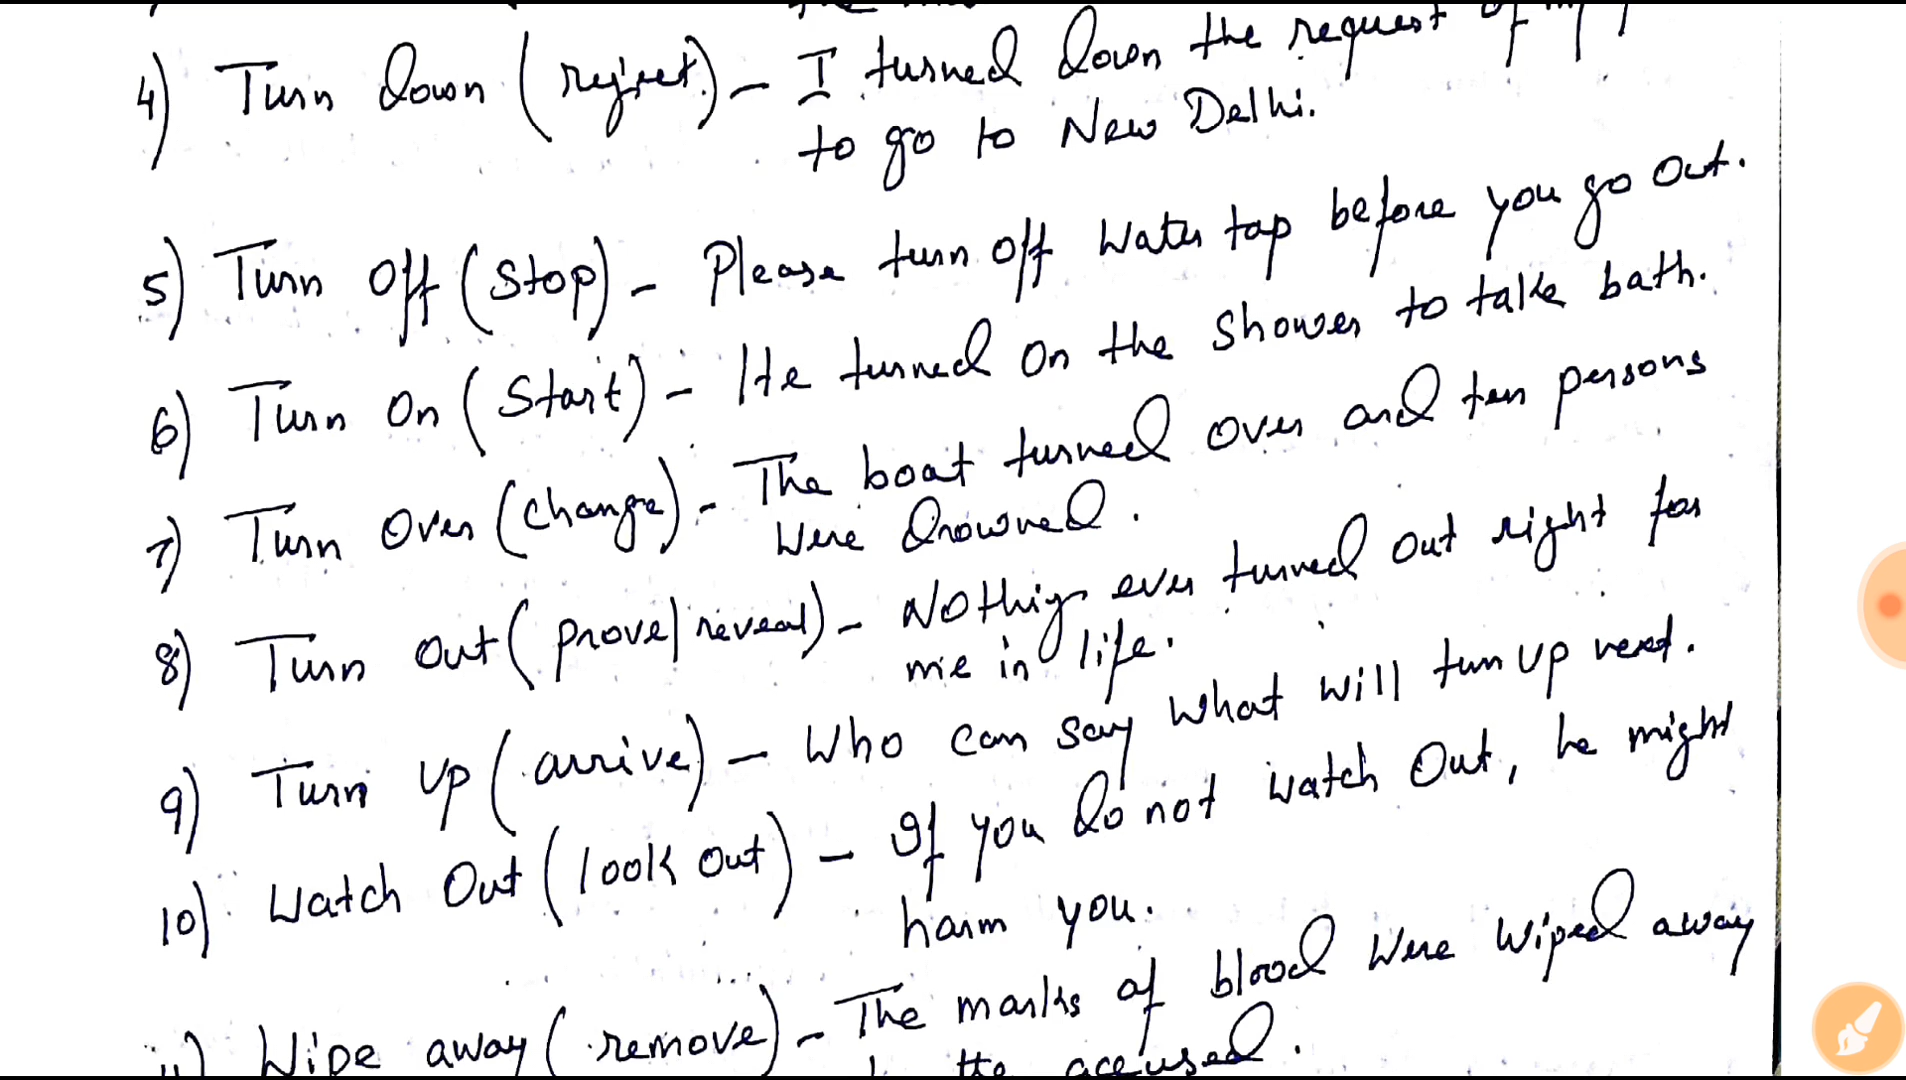 4) Turn down (reject) - I turned down the request of my
to go to New Delhi.
5) Turn Off (Stop) - Please turn off Water tap before you go out.
6) Turn On (Start) - He turned on the Shower to take bath.
7) Turn Over (change) - The boat turned over and ten persons
were drowned.
8) Turn out (prove/reveal) - Nothing ever turned out right for
me in life.
9) Turn up (arrive) - Who can say what will turn up next.
10) Watch Out (look out) - If you do not watch out, he might
harm you.
11) Wipe away (remove) - The marks of blood were wiped away
the accused.